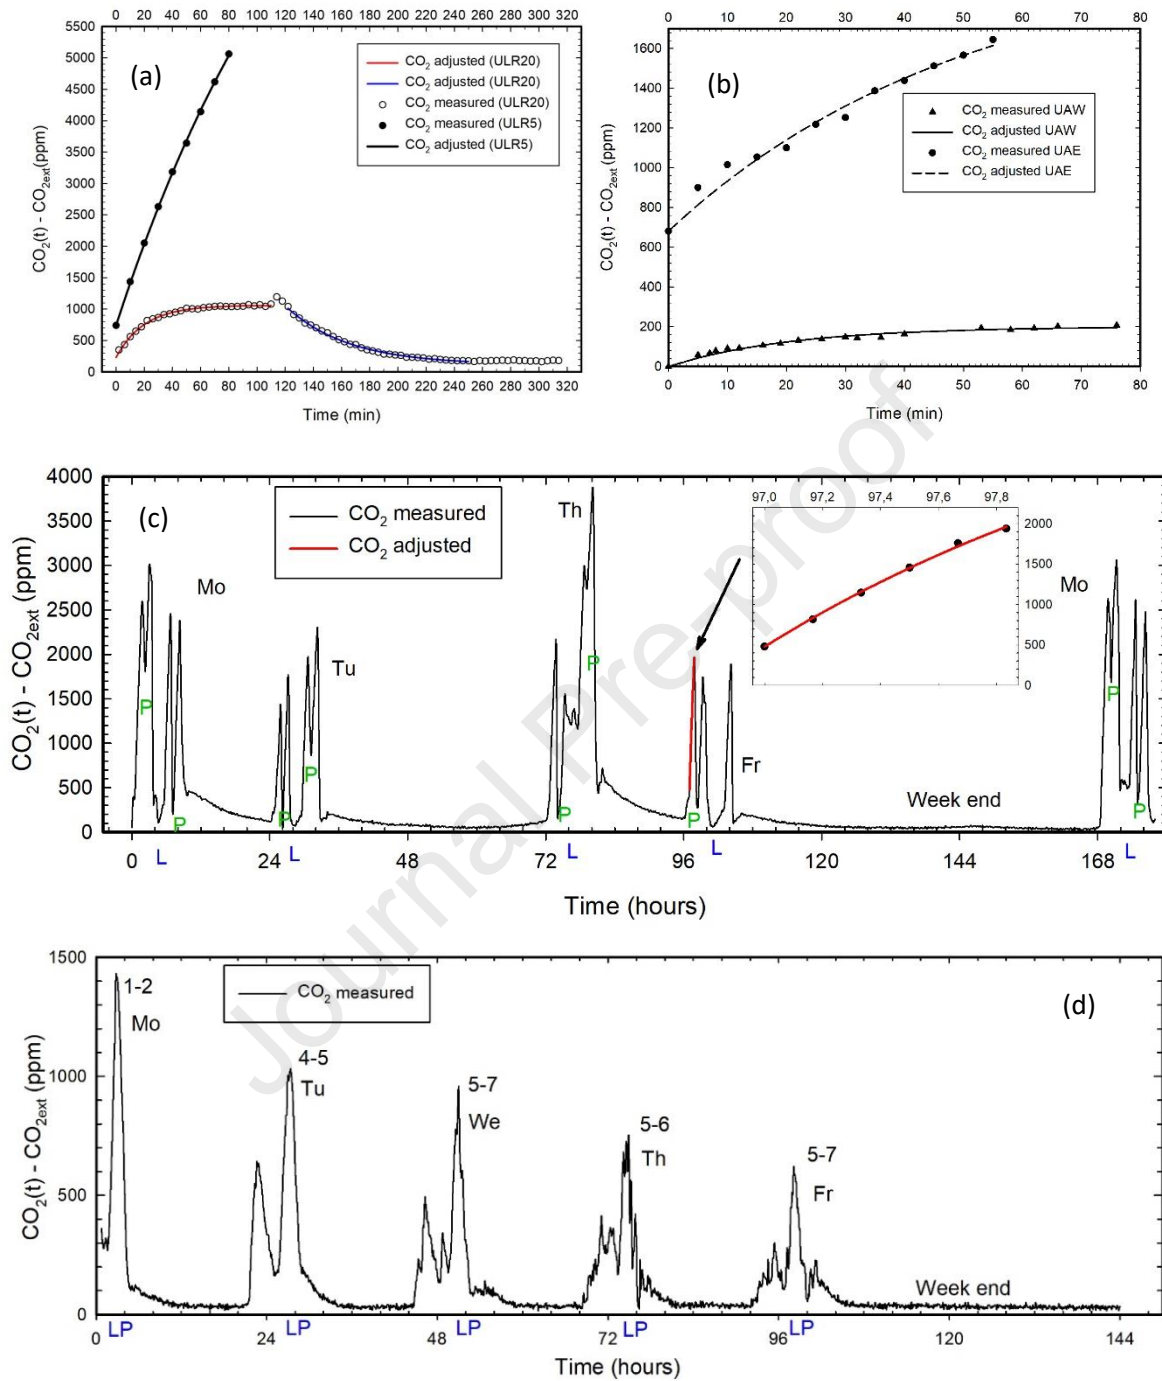 0 20 40 60 80 100 120 140 160 180 200 220 240 260 280 300 320
(a)
CO2 adjusted (ULR20)
CO2 adjusted (ULR20)
CO2 measured (ULR20)
CO2 measured (ULR5)
CO2 adjusted (ULR5)
5500
5000
4500
4000
3500
3000
2500
2000
1500
1000
500
0
CO2(t) - CO2ext(ppm)
0 20 40 60 80 100 120 140 160 180 200 220 240 260 280 300 320
Time (min)
0 10 20 30 40 50 60 70 80
(b)
CO2 measured UAW
CO2 adjusted UAW
CO2 measured UAE
CO2 adjusted UAE
1600
1400
1200
1000
800
600
400
200
0
CO2(t) - CO2ext (ppm)
0 10 20 30 40 50 60 70 80
Time (min)
(c)
CO2 measured
CO2 adjusted
4000
3500
3000
2500
2000
1500
1000
500
0
CO2(t) - CO2ext (ppm)
Mo
Tu
Th
Fr
Week end
Mo
P
P
P
P
P
P
P
P
P
97,0 97,2 97,4 97,6 97,8
2000
1500
1000
500
0
L L L L L
0 24 48 72 96 120 144 168
Time (hours)
Journal Pre-proof
(d)
CO2 measured
1500
1000
500
0
CO2(t) - CO2ext (ppm)
1-2
Mo
4-5
Tu
5-7
We
5-6
Th
5-7
Fr
Week end
0 24 48 72 96 120 144
LP LP LP LP LP
Time (hours)